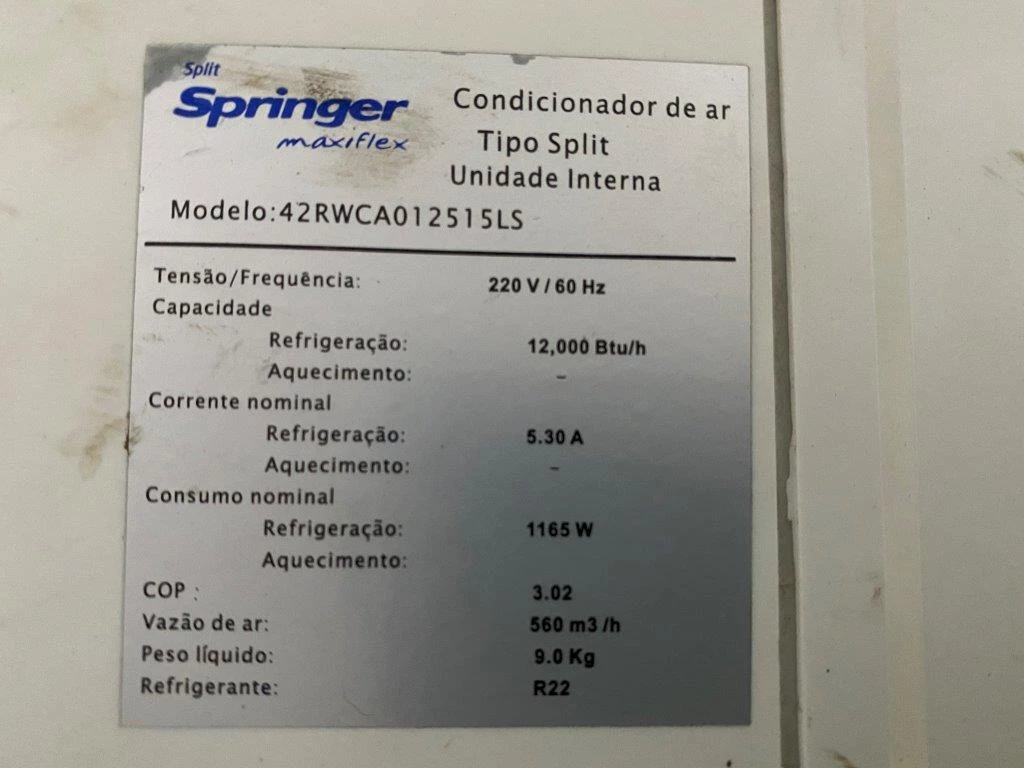 Split
Springer
maxiflex
Condicionador de ar
Tipo Split
Unidade Interna
Modelo:42RWCA012515LS
Tensão/Frequência: 220 V / 60 Hz
Capacidade
Refrigeração: 12,000 Btu/h
Aquecimento: –
Corrente nominal
Refrigeração: 5.30 A
Aquecimento: –
Consumo nominal
Refrigeração: 1165 W
Aquecimento:
COP : 3.02
Vazão de ar: 560 m3 /h
Peso líquido: 9.0 Kg
Refrigerante: R22